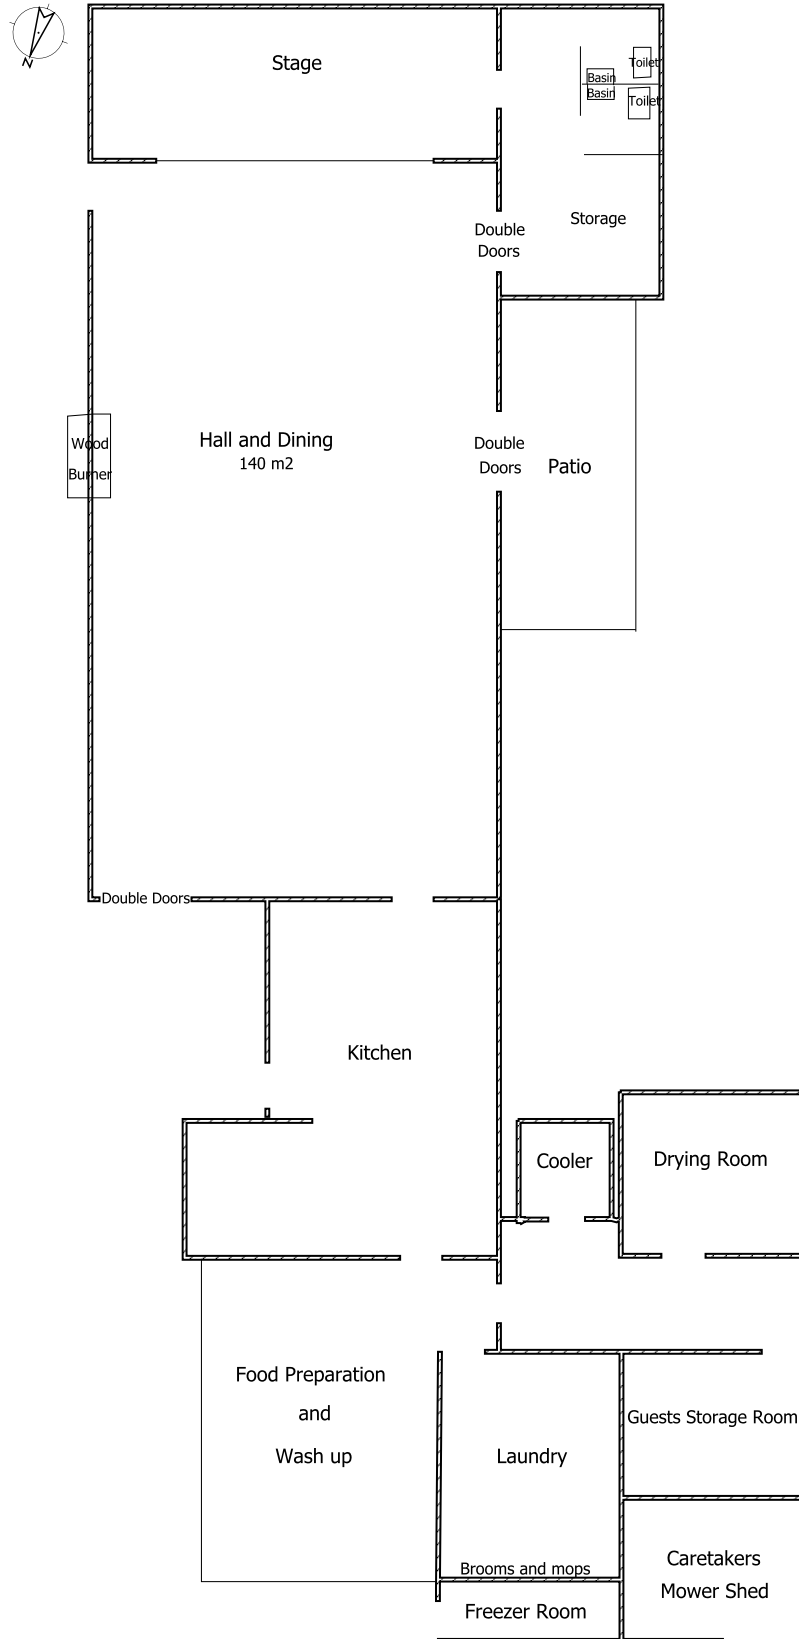 N
Stage
Toilet
Basin
Basin
Toilet
Storage
Double
Doors
Hall and Dining
140 m2
Wood
Burner
Double
Doors
Patio
Double Doors
Kitchen
Cooler
Drying Room
Food Preparation
and
Wash up
Laundry
Guests Storage Room
Brooms and mops
Freezer Room
Caretakers
Mower Shed